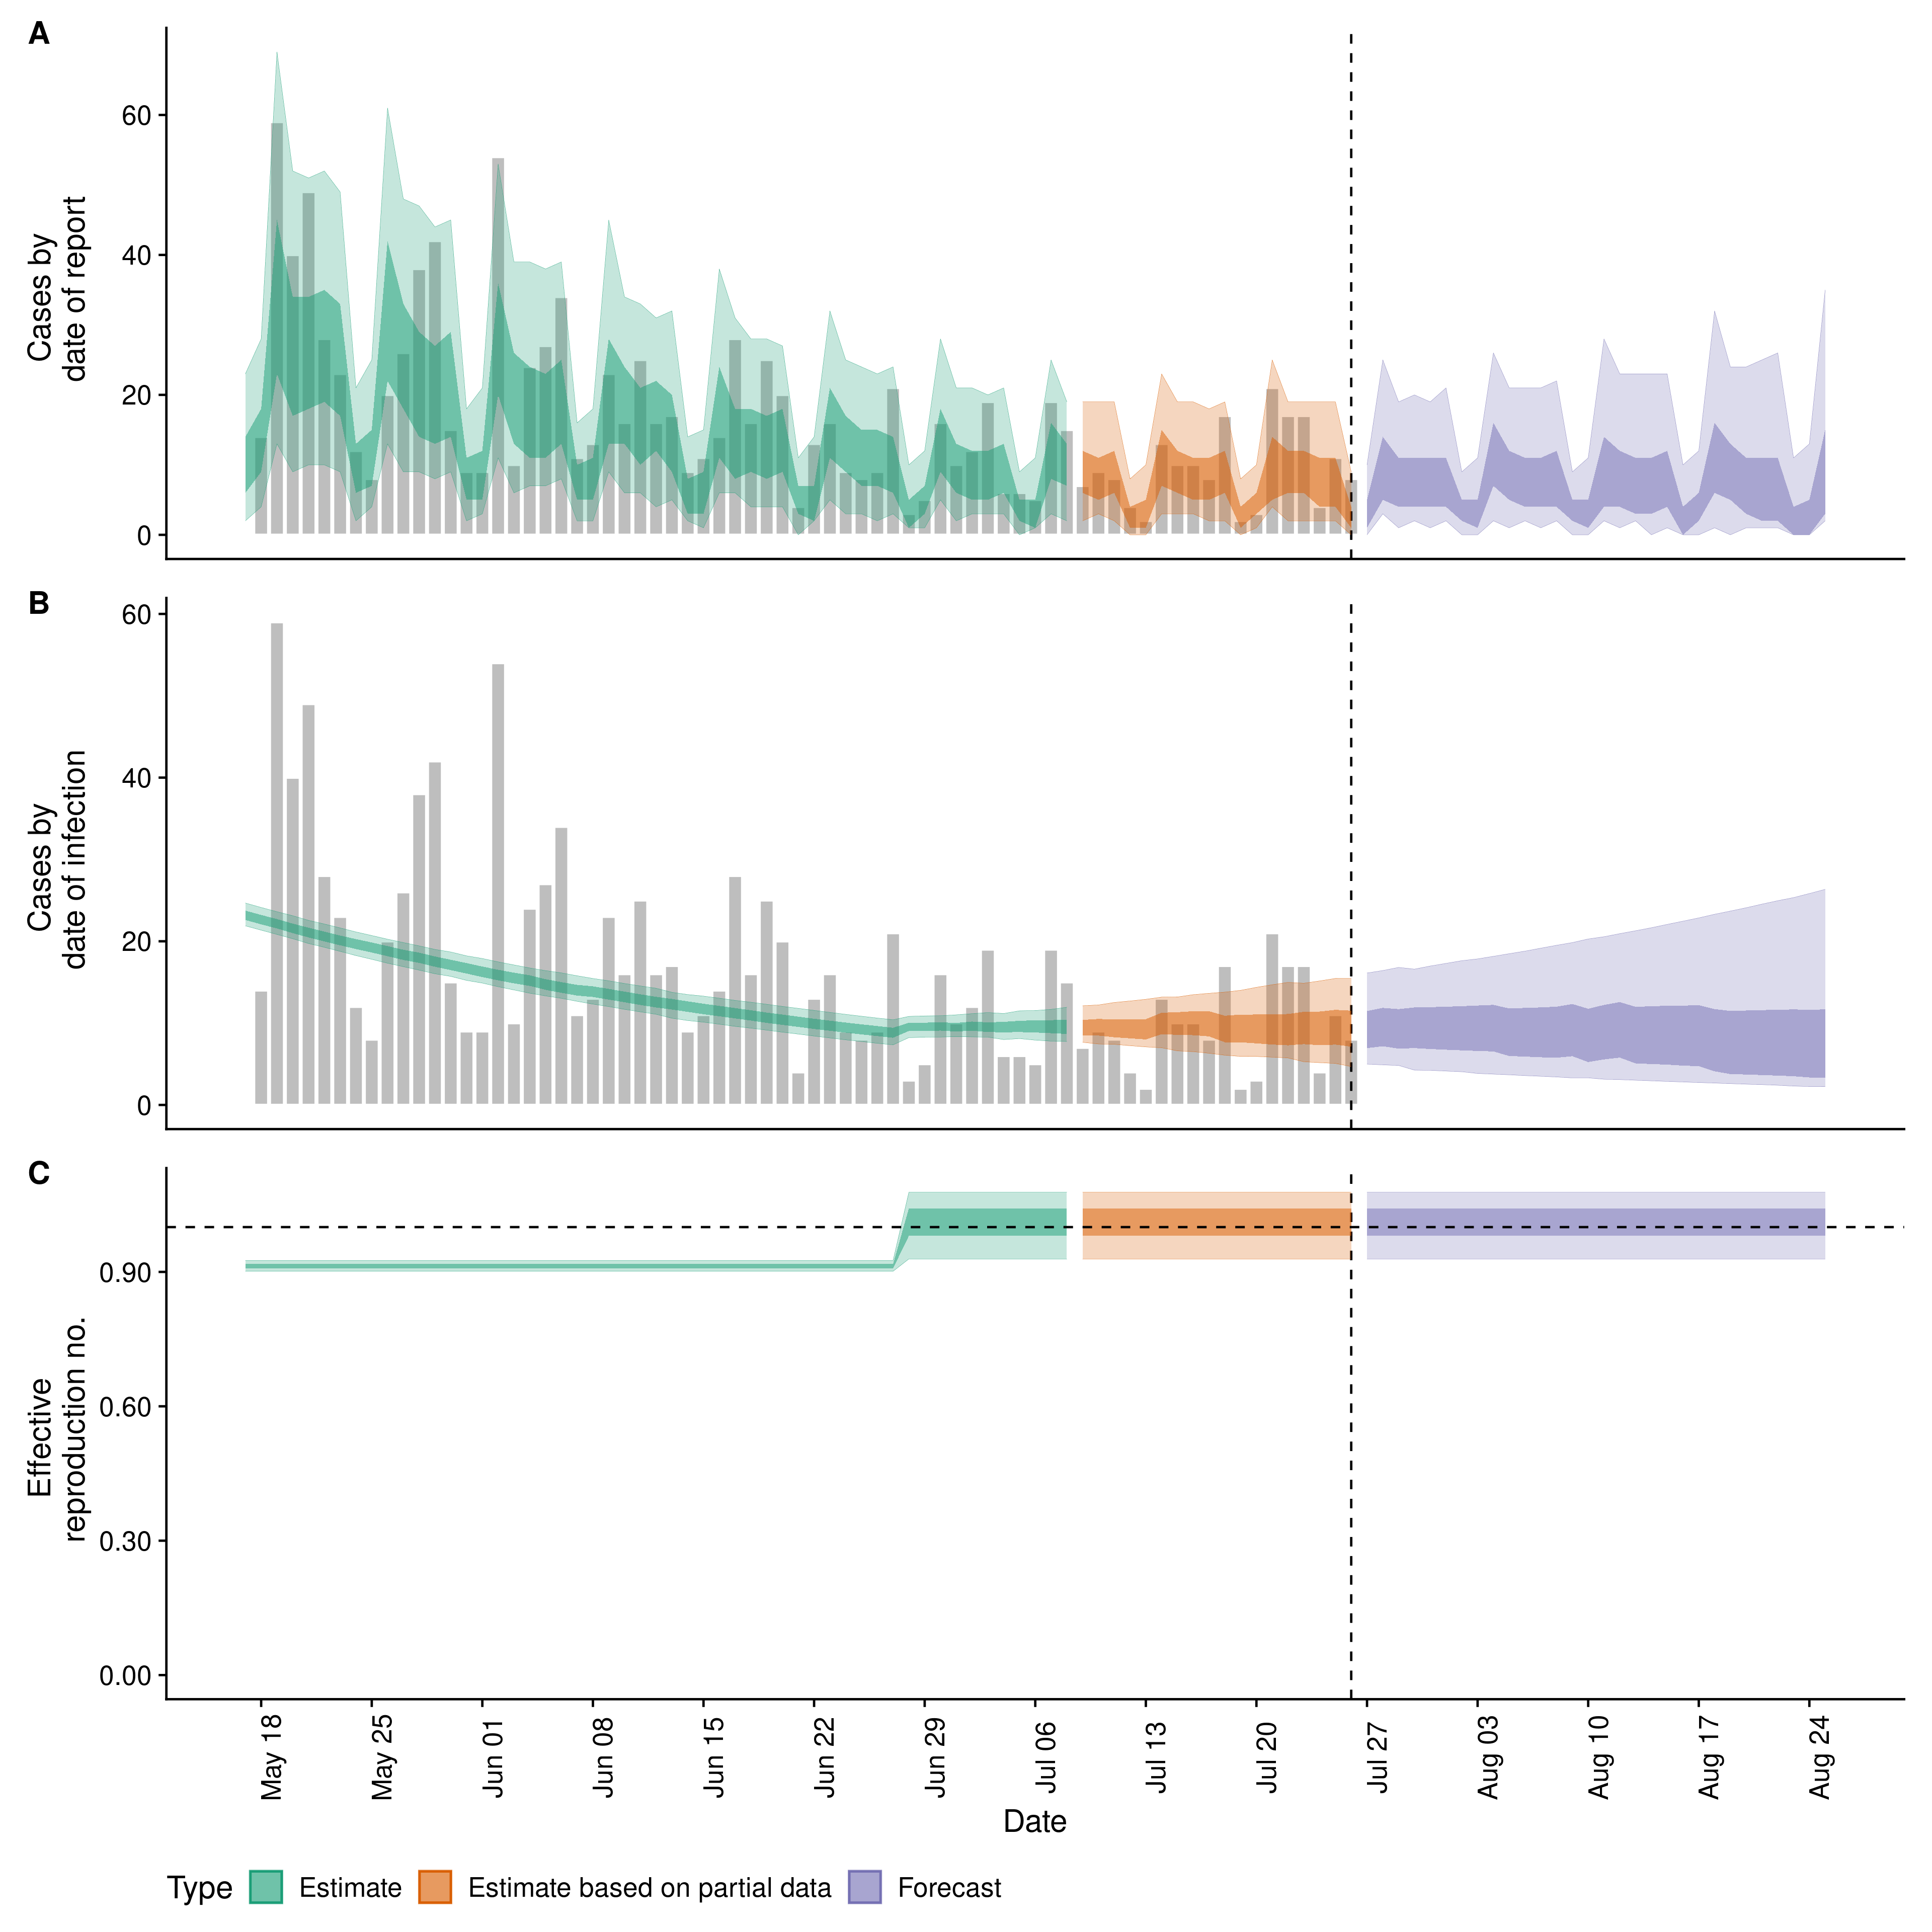 A
Cases by
date of report
60
40
20
0
B
Cases by
date of infection
60
40
20
0
C
Effective
reproduction no.
0.90
0.60
0.30
0.00
May 18
May 25
Jun 01
Jun 08
Jun 15
Jun 22
Jun 29
Jul 06
Jul 13
Jul 20
Jul 27
Aug 03
Aug 10
Aug 17
Aug 24
Date
Type Estimate Estimate based on partial data Forecast